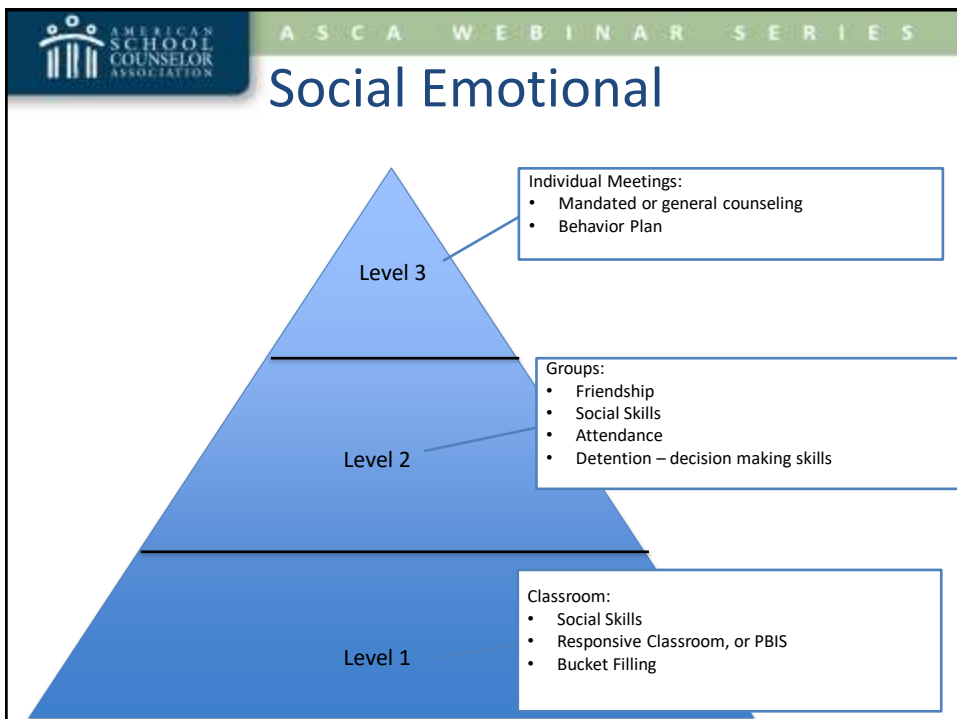 AMERICAN
SCHOOL
COUNSELOR
ASSOCIATION
ASCA WEBINAR SERIES
Social Emotional
Individual Meetings:
• Mandated or general counseling
• Behavior Plan
Level 3
Groups:
• Friendship
• Social Skills
• Attendance
• Detention – decision making skills
Level 2
Classroom:
• Social Skills
• Responsive Classroom, or PBIS
• Bucket Filling
Level 1